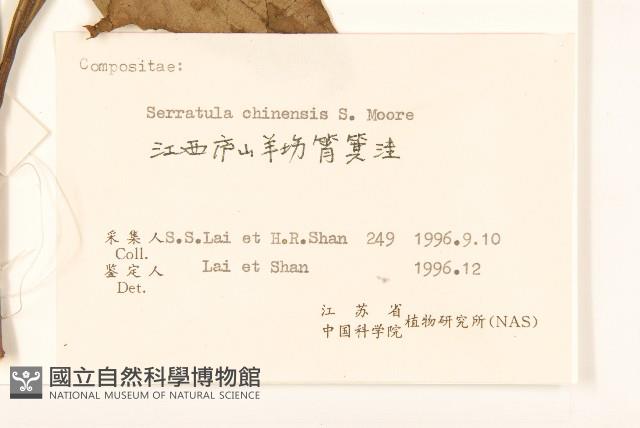 Compositae:
Serratula chinensis S. Moore
江西庐山羊坊筲箕洼
采集人 S.S.Lai et H.R.Shan 249 1996.9.10
Coll.
鉴定人 Lai et Shan 1996.12
Det.
江苏省
中国科学院 植物研究所(NAS)
國立自然科學博物館
NATIONAL MUSEUM OF NATURAL SCIENCE